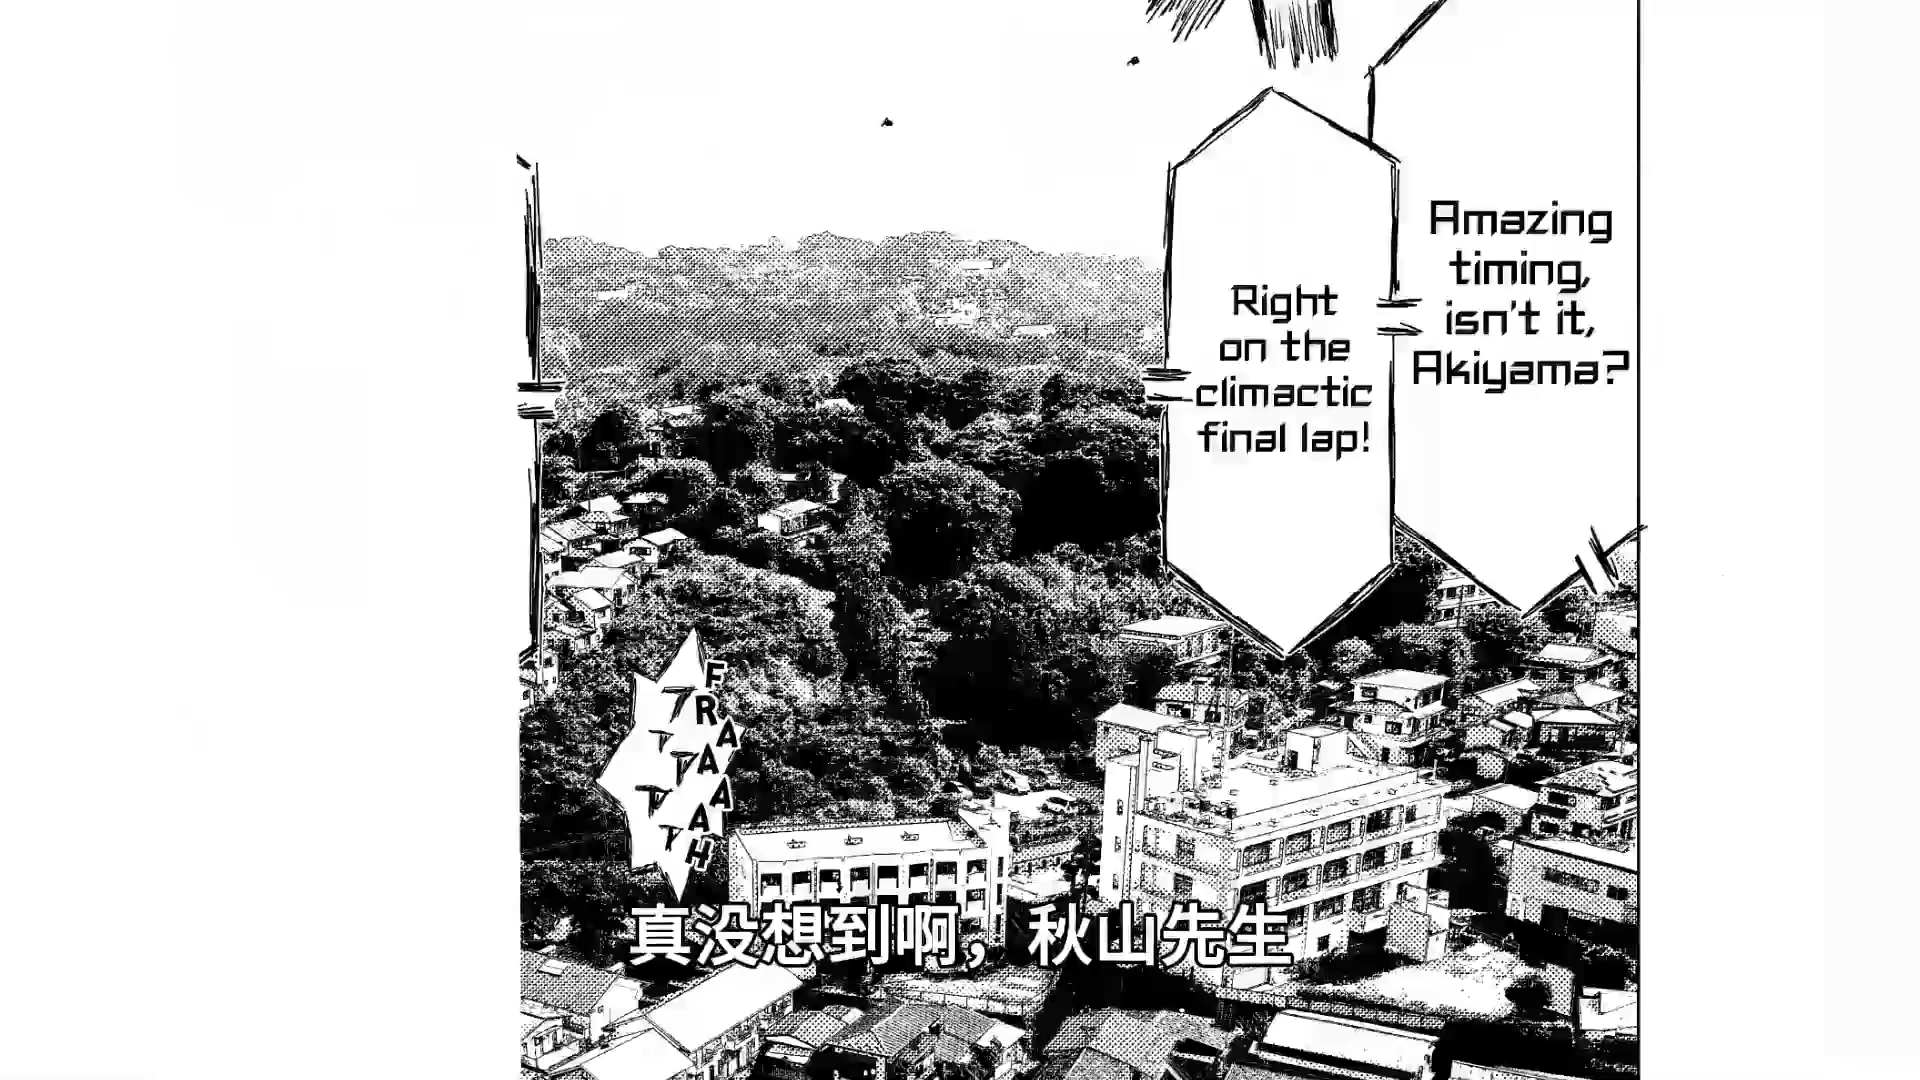 Amazing
timing,
isn't it,
Akiyama?
Right
on the
climactic
final lap!
FRAAAAAH
真没想到啊，秋山先生